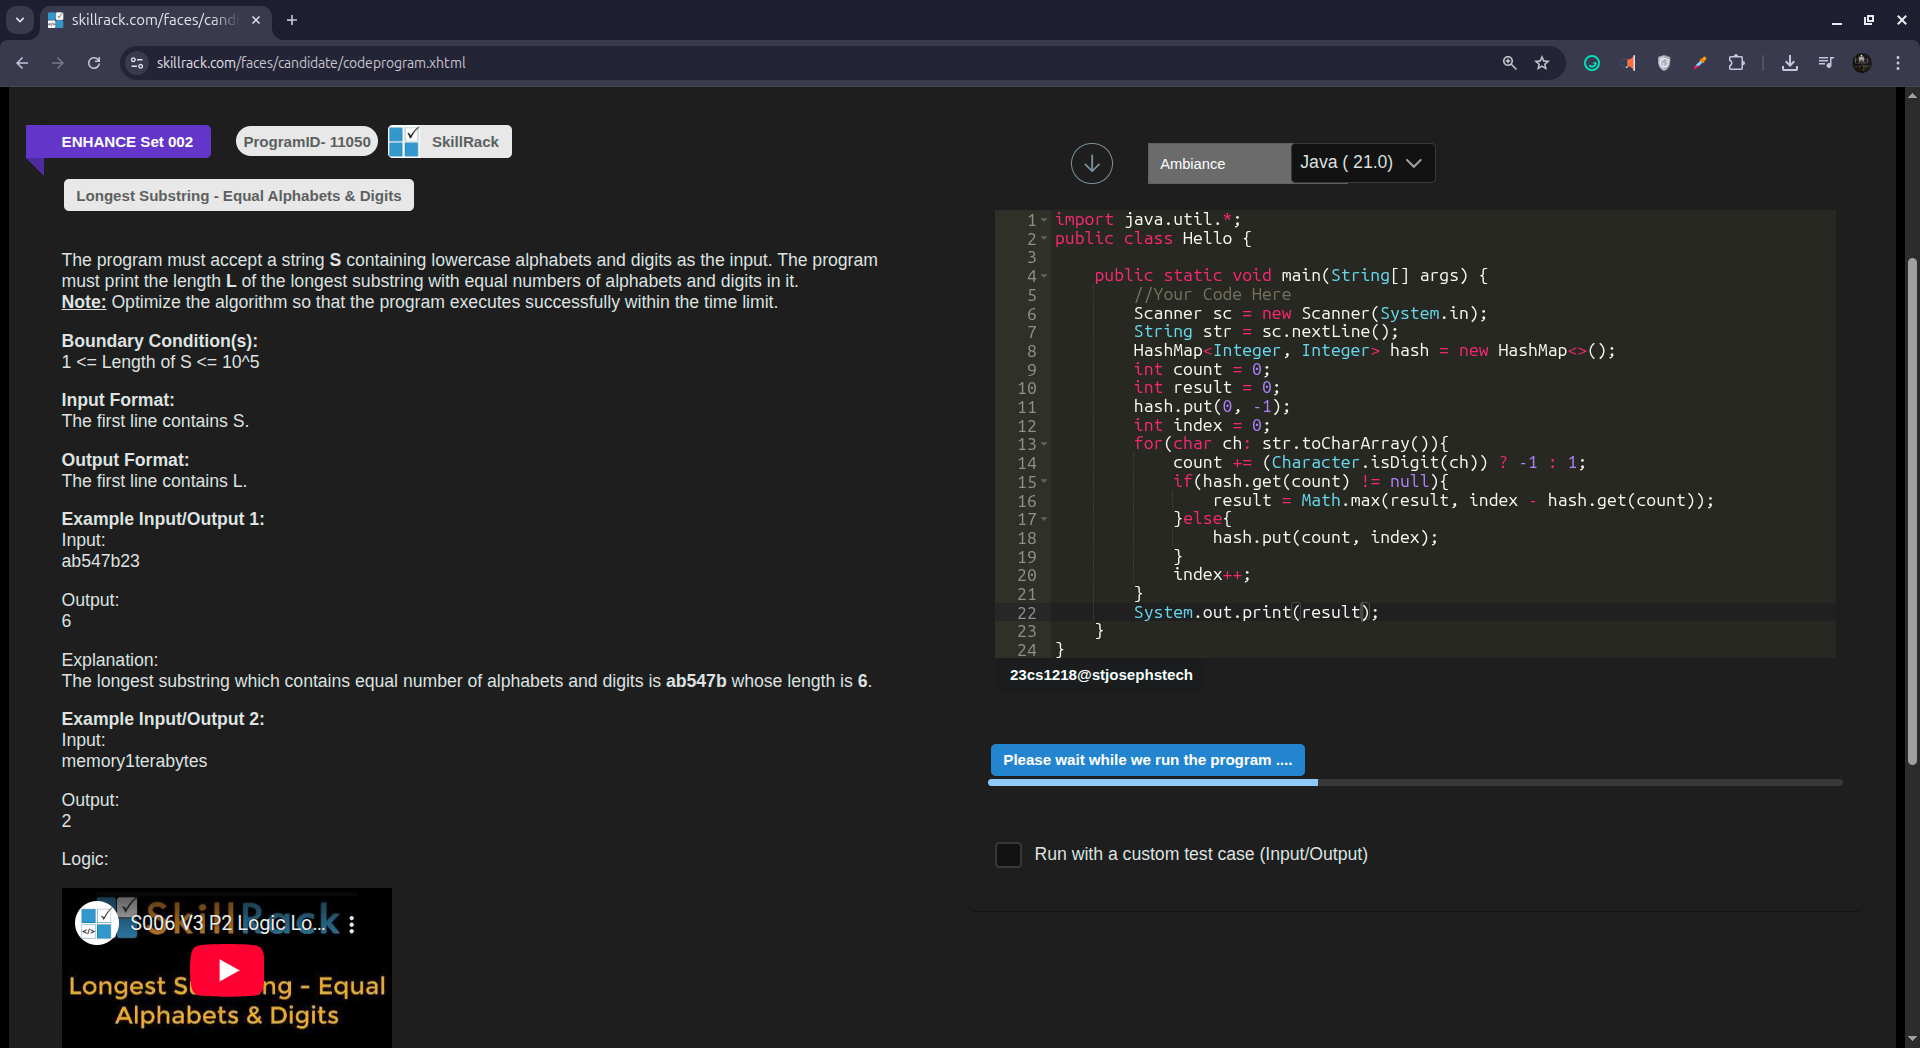 skillrack.com/faces/cand
skillrack.com/faces/candidate/codeprogram.xhtml
ENHANCE Set 002
ProgramID- 11050
SkillRack
Longest Substring - Equal Alphabets & Digits
The program must accept a string S containing lowercase alphabets and digits as the input. The program
must print the length L of the longest substring with equal numbers of alphabets and digits in it.
Note: Optimize the algorithm so that the program executes successfully within the time limit.
Boundary Condition(s):
1 <= Length of S <= 10^5
Input Format:
The first line contains S.
Output Format:
The first line contains L.
Example Input/Output 1:
Input:
ab547b23
Output:
6
Explanation:
The longest substring which contains equal number of alphabets and digits is ab547b whose length is 6.
Example Input/Output 2:
Input:
memory1terabytes
Output:
2
Logic:
SkillRack
S006 V3 P2 Logic Lo...
Longest S ng - Equal
Alphabets & Digits
Ambiance
Java ( 21.0)
1 import java.util.*;
2 public class Hello {
3
4 public static void main(String[] args) {
5 //Your Code Here
6 Scanner sc = new Scanner(System.in);
7 String str = sc.nextLine();
8 HashMap<Integer, Integer> hash = new HashMap<>();
9 int count = 0;
10 int result = 0;
11 hash.put(0, -1);
12 int index = 0;
13 for(char ch: str.toCharArray()){
14 count += (Character.isDigit(ch)) ? -1 : 1;
15 if(hash.get(count) != null){
16 result = Math.max(result, index - hash.get(count));
17 }else{
18 hash.put(count, index);
19 }
20 index++;
21 }
22 System.out.print(result);
23 }
24 }
23cs1218@stjosephstech
Please wait while we run the program ....
Run with a custom test case (Input/Output)